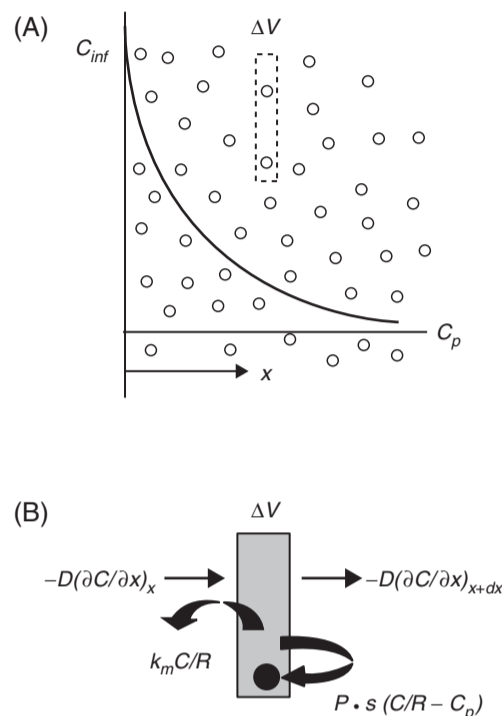 (A)
ΔV
C_inf
C_p
x
(B)
ΔV
–D(∂C/∂x)_x
–D(∂C/∂x)_x+dx
k_mC/R
P • s (C/R – C_p)